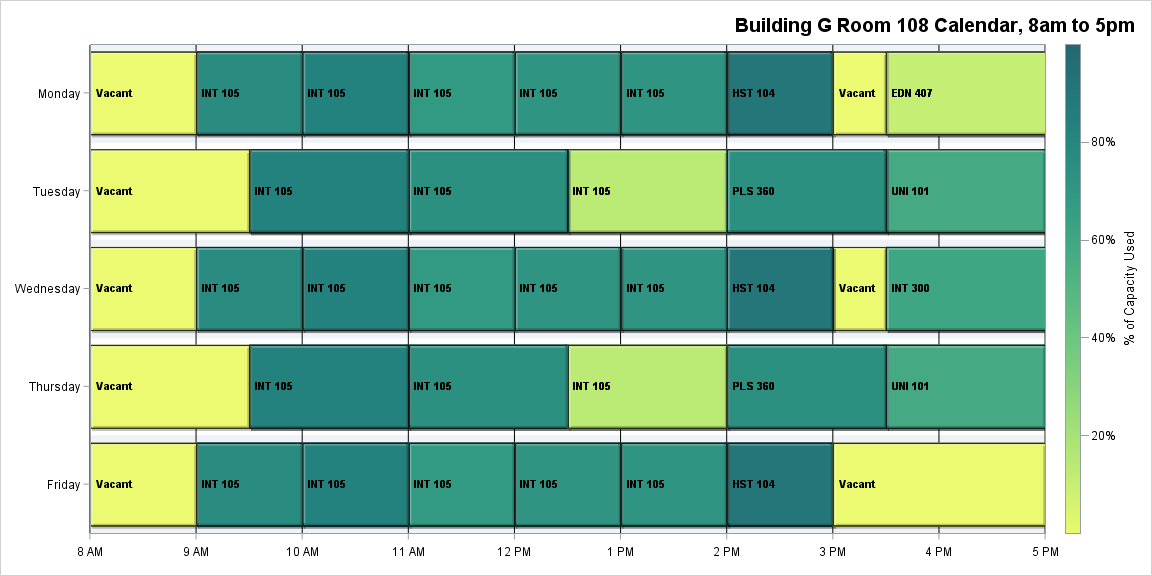 Building G Room 108 Calendar, 8am to 5pm
Monday
Vacant
INT 105
INT 105
INT 105
INT 105
INT 105
HST 104
Vacant
EDN 407
Tuesday
Vacant
INT 105
INT 105
INT 105
PLS 360
UNI 101
Wednesday
Vacant
INT 105
INT 105
INT 105
INT 105
INT 105
HST 104
Vacant
INT 300
Thursday
Vacant
INT 105
INT 105
INT 105
PLS 360
UNI 101
Friday
Vacant
INT 105
INT 105
INT 105
INT 105
INT 105
HST 104
Vacant
8 AM
9 AM
10 AM
11 AM
12 PM
1 PM
2 PM
3 PM
4 PM
5 PM
80%
60%
40%
20%
% of Capacity Used